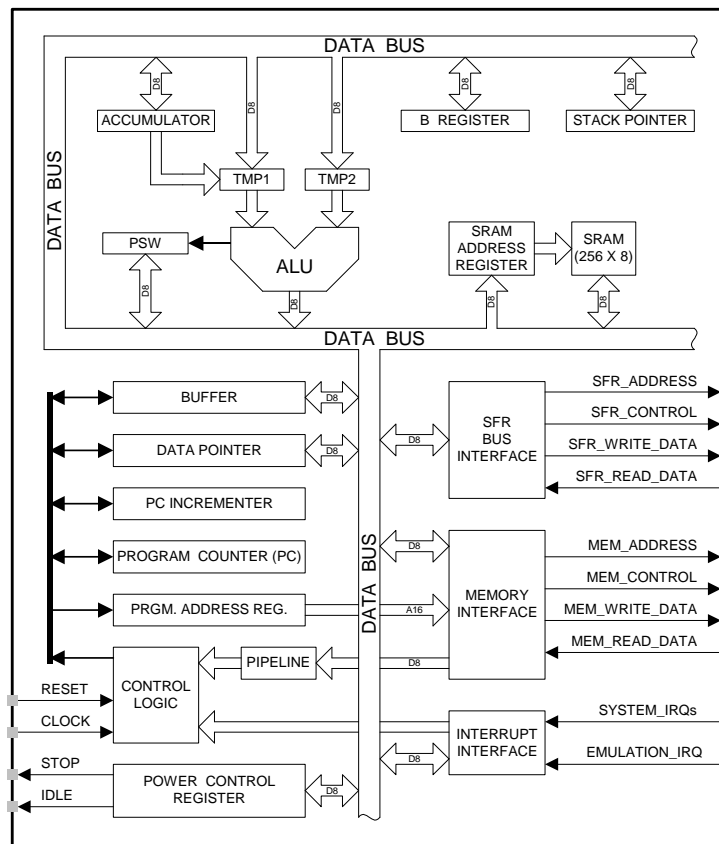 DATA BUS
D8
D8
D8
D8
D8
ACCUMULATOR
B REGISTER
STACK POINTER
TMP1
TMP2
DATA BUS
PSW
ALU
SRAM
ADDRESS
REGISTER
SRAM
(256 X 8)
D8
D8
D8
D8
DATA BUS
BUFFER
D8
DATA POINTER
D8
PC INCREMENTER
PROGRAM COUNTER (PC)
PRGM. ADDRESS REG.
A16
DATA BUS
D8
SFR
BUS
INTERFACE
SFR_ADDRESS
SFR_CONTROL
SFR_WRITE_DATA
SFR_READ_DATA
D8
MEMORY
INTERFACE
MEM_ADDRESS
MEM_CONTROL
MEM_WRITE_DATA
MEM_READ_DATA
CONTROL
LOGIC
PIPELINE
D8
RESET
CLOCK
STOP
IDLE
POWER CONTROL
REGISTER
D8
D8
INTERRUPT
INTERFACE
SYSTEM_IRQs
EMULATION_IRQ